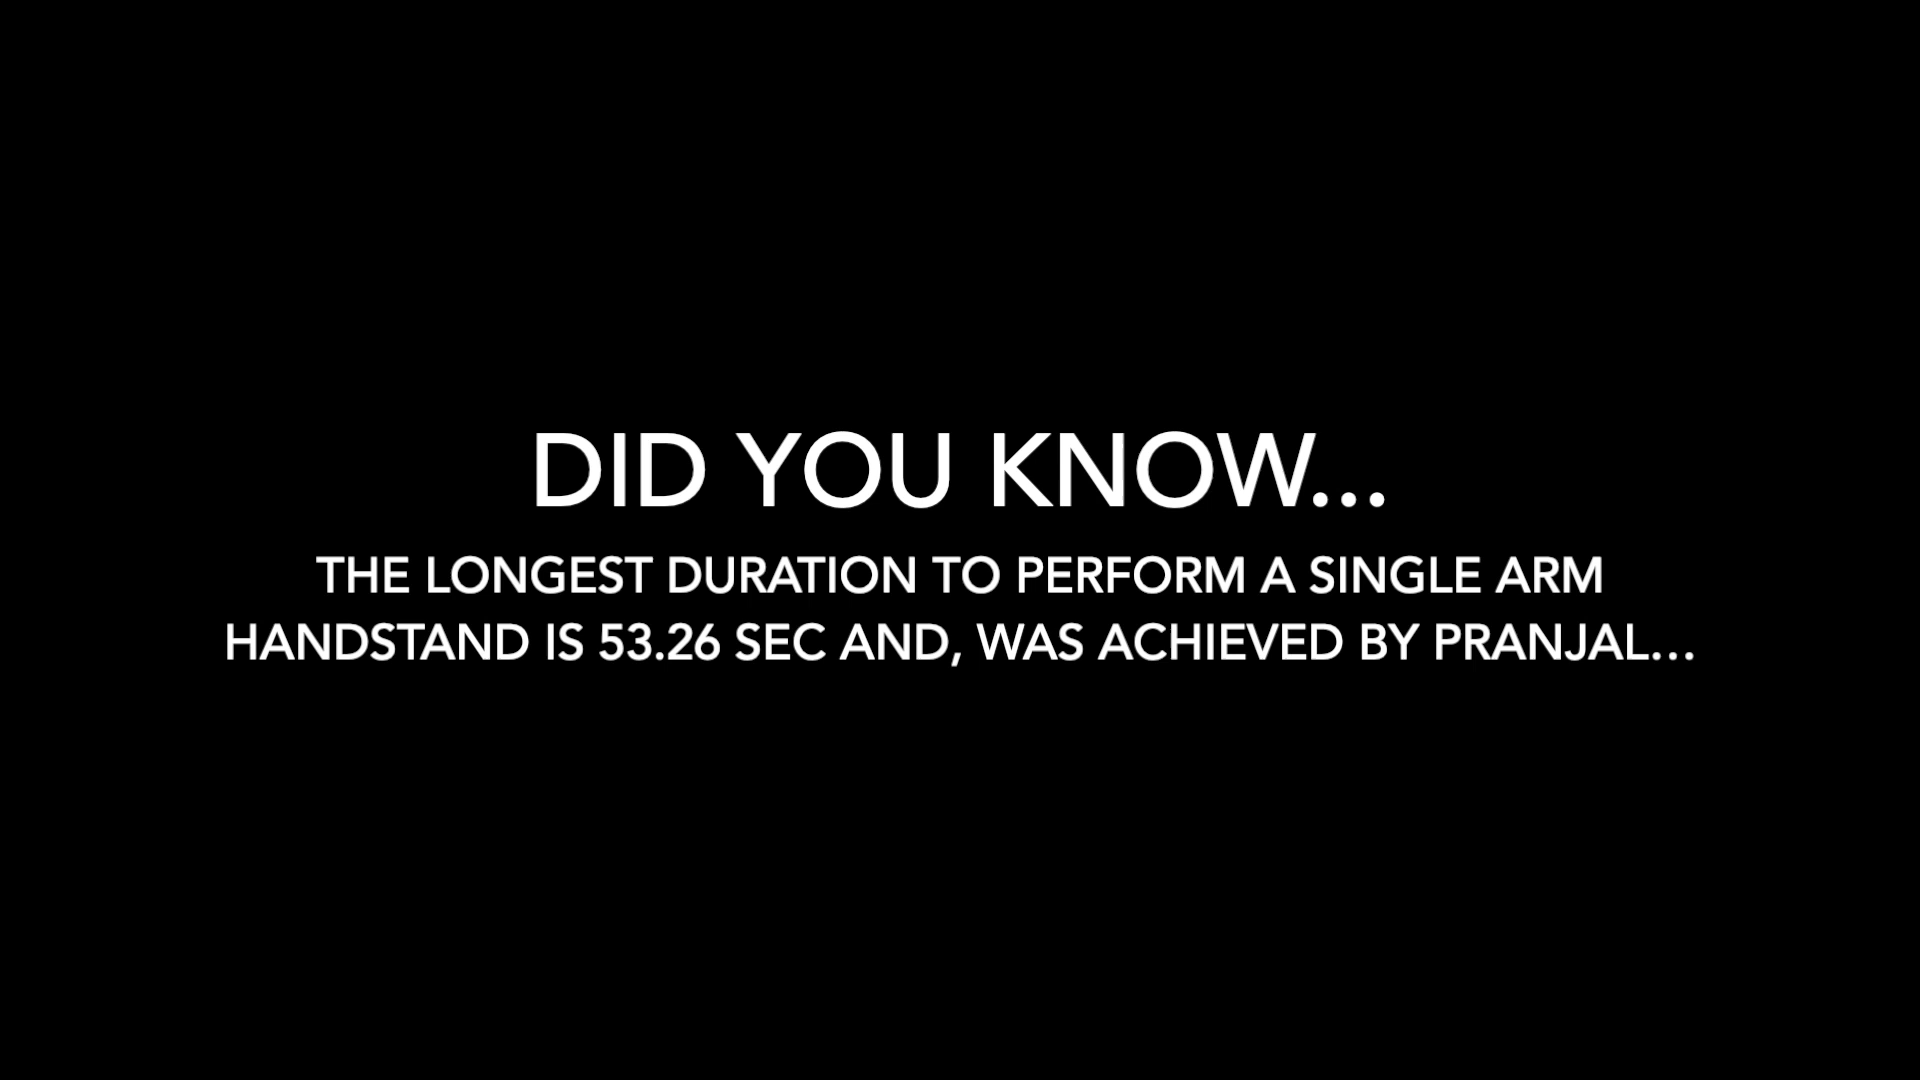 DID YOU KNOW...
THE LONGEST DURATION TO PERFORM A SINGLE ARM
HANDSTAND IS 53.26 SEC AND, WAS ACHIEVED BY PRANJAL...